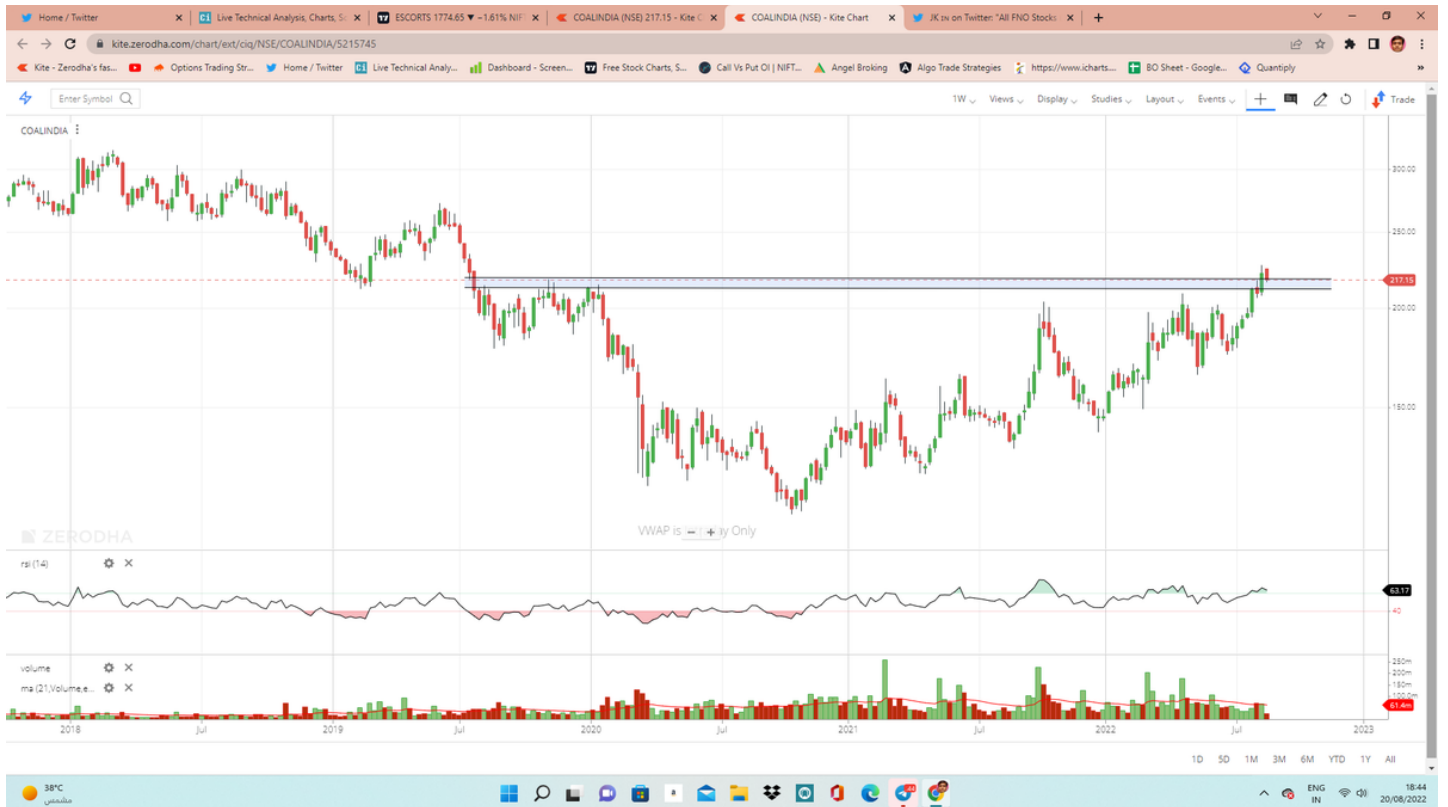 Home / Twitter
Live Technical Analysis, Charts, Sc
ESCORTS 1774.65 ▼ −1.61% NIF
COALINDIA (NSE) 217.15 - Kite C
COALINDIA (NSE) - Kite Chart
JK IN on Twitter: "All FNO Stocks
kite.zerodha.com/chart/ext/ciq/NSE/COALINDIA/5215745
Kite - Zerodha's fas...
Options Trading Str...
Home / Twitter
Live Technical Analy...
Dashboard - Screen...
Free Stock Charts, S...
Call Vs Put OI | NIFT...
Angel Broking
Algo Trade Strategies
https://www.icharts....
BO Sheet - Google...
Quantiply
Enter Symbol
1W
Views
Display
Studies
Layout
Events
Trade
COALINDIA
300.00
250.00
217.15
200.00
150.00
ZERODHA
VWAP is
y Only
rsi (14)
63.17
40
volume
ma (21,Volume,e...
250m
200m
150m
100.0m
61.4m
2018 Jul 2019 Jul 2020 Jul 2021 Jul 2022 Jul 2023
1D 5D 1M 3M 6M YTD 1Y All
38°C
مشمس
ENG
IN
18:44
20/08/2022